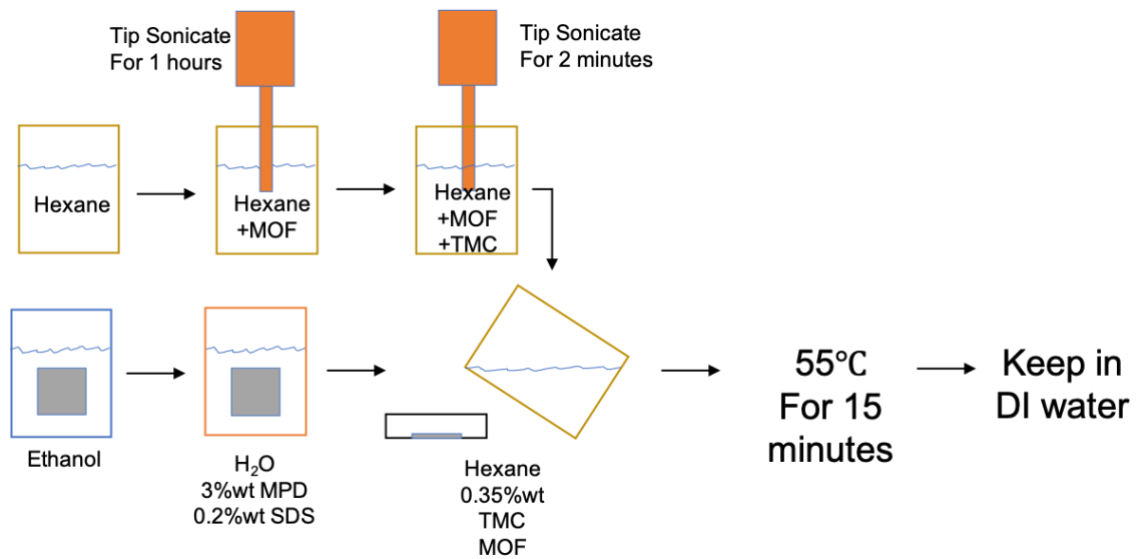 Tip Sonicate
For 1 hours
Tip Sonicate
For 2 minutes
Hexane
Hexane
+MOF
Hexane
+MOF
+TMC
Ethanol
H₂O
3%wt MPD
0.2%wt SDS
Hexane
0.35%wt
TMC
MOF
55℃
For 15
minutes
Keep in
DI water